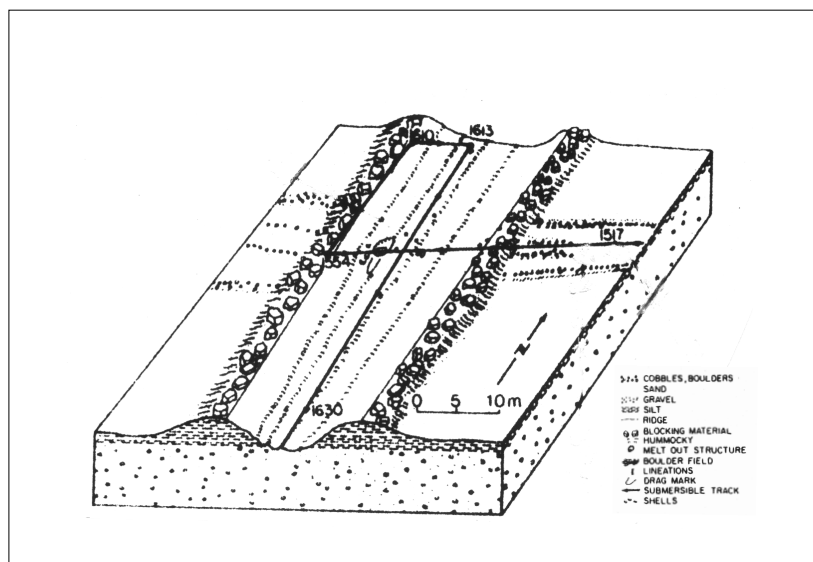 1613
1610
1517
554
N
1630
0 5 10m
COBBLES, BOULDERS
SAND
GRAVEL
SILT
RIDGE
BLOCKING MATERIAL
HUMMOCKY
MELT OUT STRUCTURE
BOULDER FIELD
LINEATIONS
DRAG MARK
SUBMERSIBLE TRACK
SHELLS